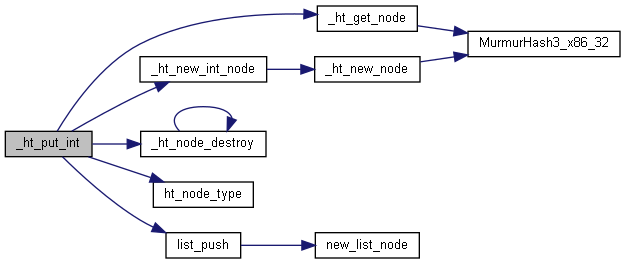 _ht_get_node
MurmurHash3_x86_32
_ht_new_int_node
_ht_new_node
_ht_put_int
_ht_node_destroy
ht_node_type
list_push
new_list_node